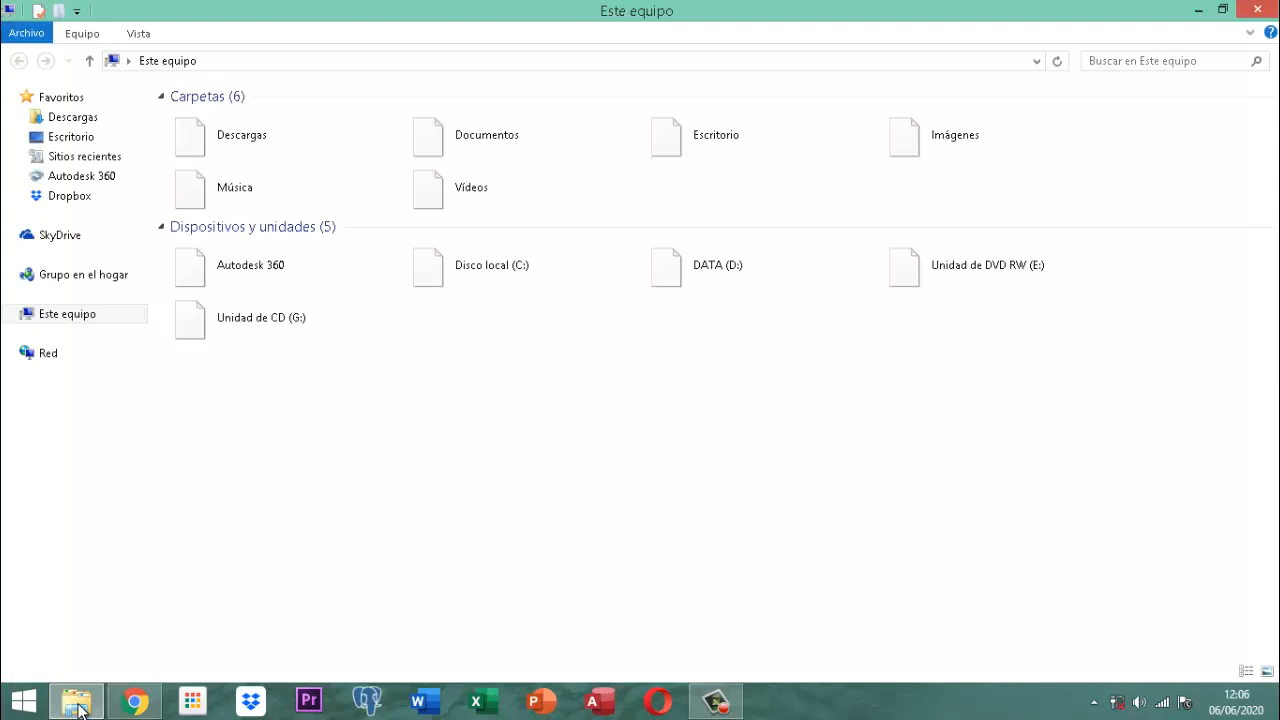 Este equipo
Archivo
Equipo
Vista
Este equipo
Buscar en Este equipo
Favoritos
Descargas
Escritorio
Sitios recientes
Autodesk 360
Dropbox
SkyDrive
Grupo en el hogar
Este equipo
Red
Carpetas (6)
Descargas
Documentos
Escritorio
Imágenes
Música
Vídeos
Dispositivos y unidades (5)
Autodesk 360
Disco local (C:)
DATA (D:)
Unidad de DVD RW (E:)
Unidad de CD (G:)
Pr
W
X
P
A
12:06
06/06/2020